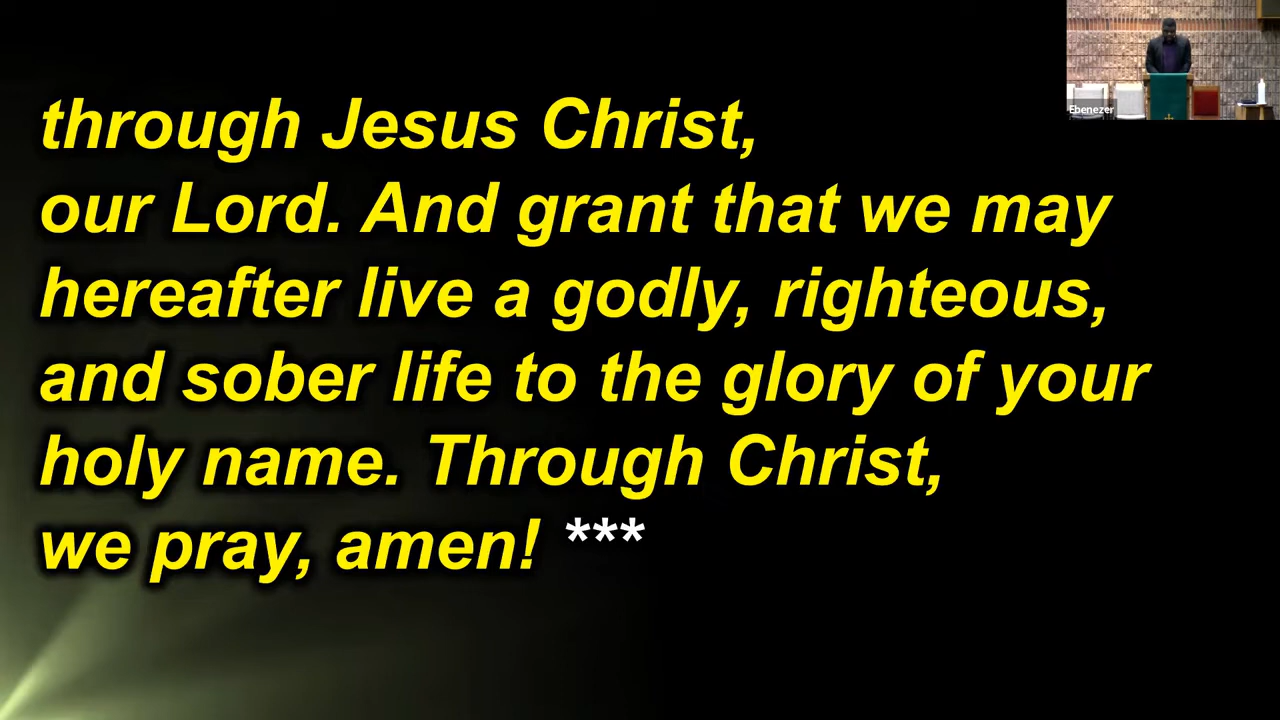 Ebenezer
through Jesus Christ,
our Lord. And grant that we may
hereafter live a godly, righteous,
and sober life to the glory of your
holy name. Through Christ,
we pray, amen! ***